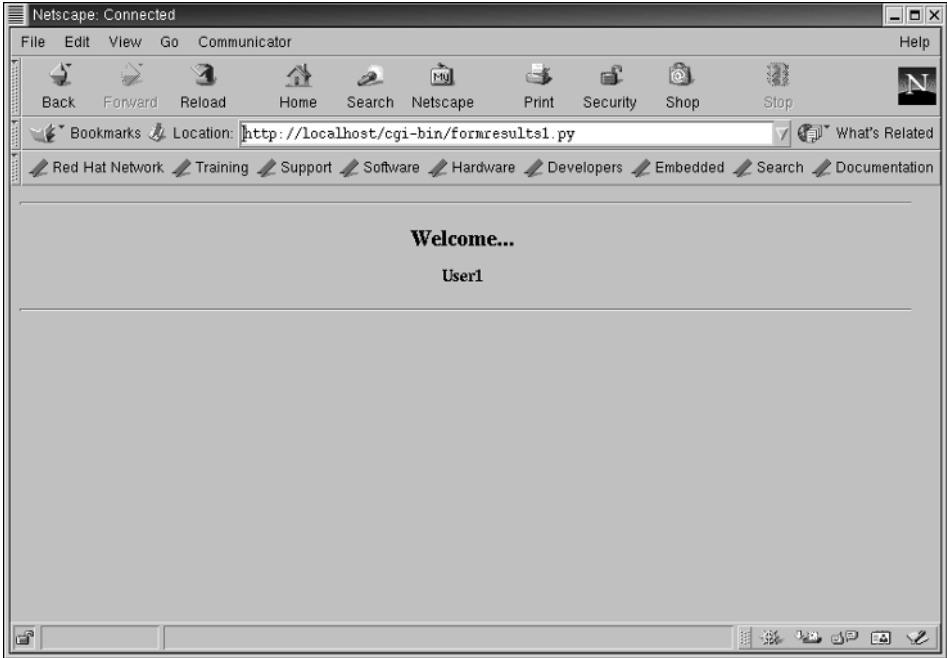 Netscape: Connected
File Edit View Go Communicator Help
Back Forward Reload Home Search Netscape Print Security Shop Stop
My
N
Bookmarks Location: http://localhost/cgi-bin/formresults1.py What's Related
Red Hat Network Training Support Software Hardware Developers Embedded Search Documentation
Welcome...
User1